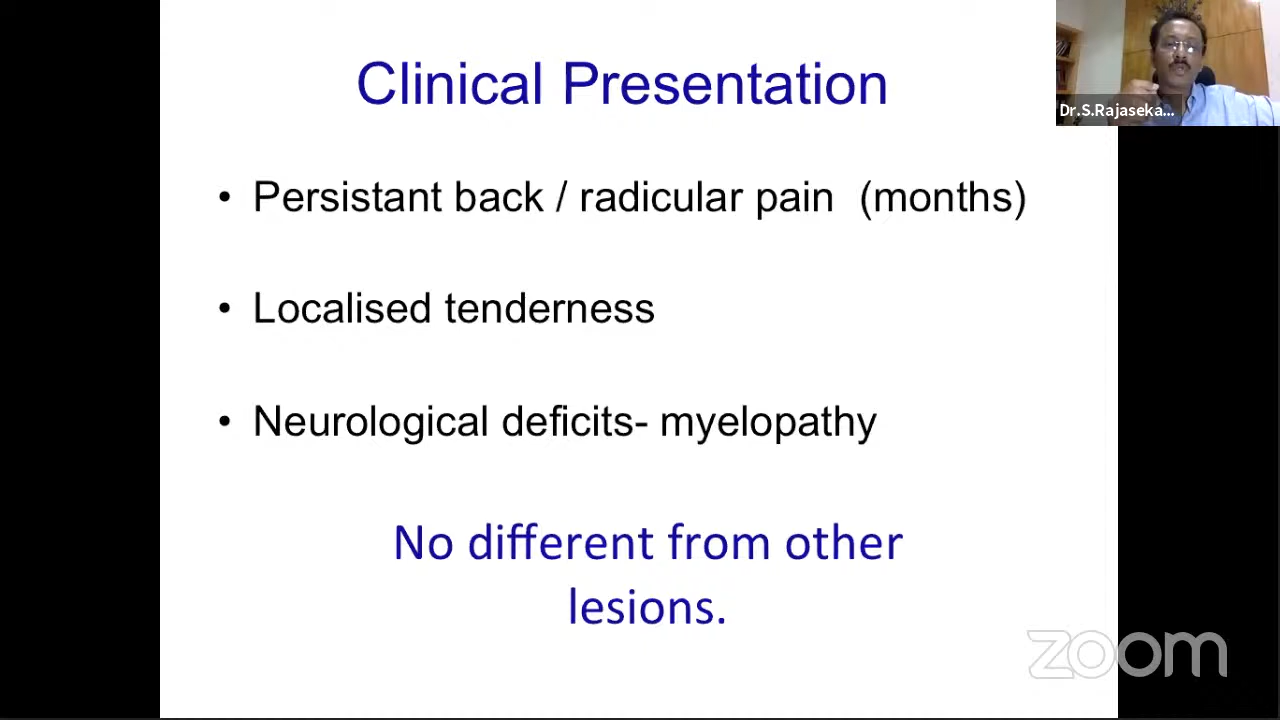 Clinical Presentation
Dr.S.Rajaseka...
• Persistant back / radicular pain (months)
• Localised tenderness
• Neurological deficits- myelopathy
No different from other
lesions.
zoom